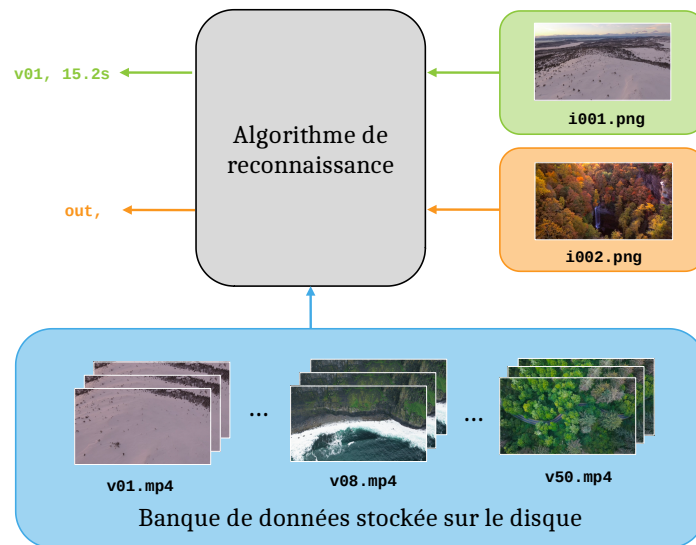 v01, 15.2s
Algorithme de
reconnaissance
i001.png
out,
i002.png
...
...
v01.mp4
v08.mp4
v50.mp4
Banque de données stockée sur le disque